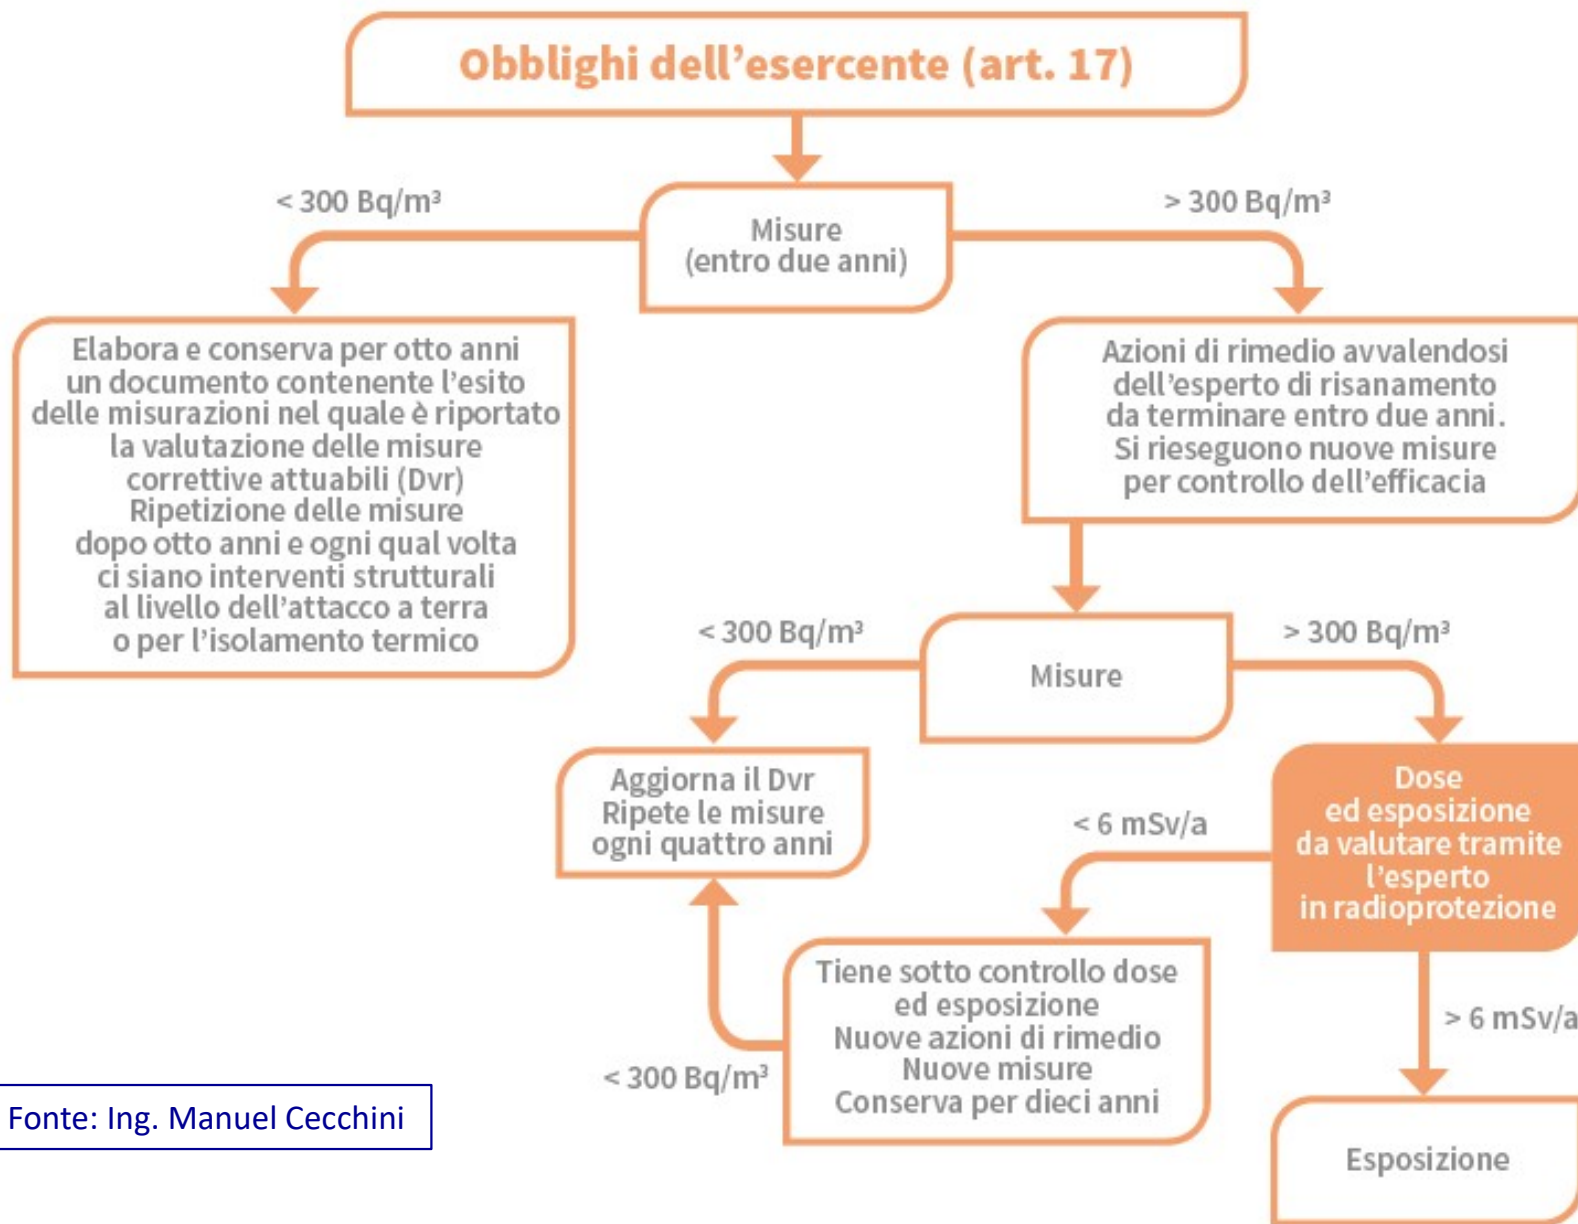 Obblighi dell’esercente (art. 17)
< 300 Bq/m³
> 300 Bq/m³
Misure
(entro due anni)
Elabora e conserva per otto anni
un documento contenente l’esito
delle misurazioni nel quale è riportato
la valutazione delle misure
correttive attuabili (Dvr)
Ripetizione delle misure
dopo otto anni e ogni qual volta
ci siano interventi strutturali
al livello dell’attacco a terra
o per l’isolamento termico
Azioni di rimedio avvalendosi
dell’esperto di risanamento
da terminare entro due anni.
Si rieseguono nuove misure
per controllo dell’efficacia
< 300 Bq/m³
> 300 Bq/m³
Misure
Aggiorna il Dvr
Ripete le misure
ogni quattro anni
< 6 mSv/a
Dose
ed esposizione
da valutare tramite
l’esperto
in radioprotezione
Tiene sotto controllo dose
ed esposizione
Nuove azioni di rimedio
Nuove misure
Conserva per dieci anni
> 6 mSv/a
< 300 Bq/m³
Fonte: Ing. Manuel Cecchini
Esposizione